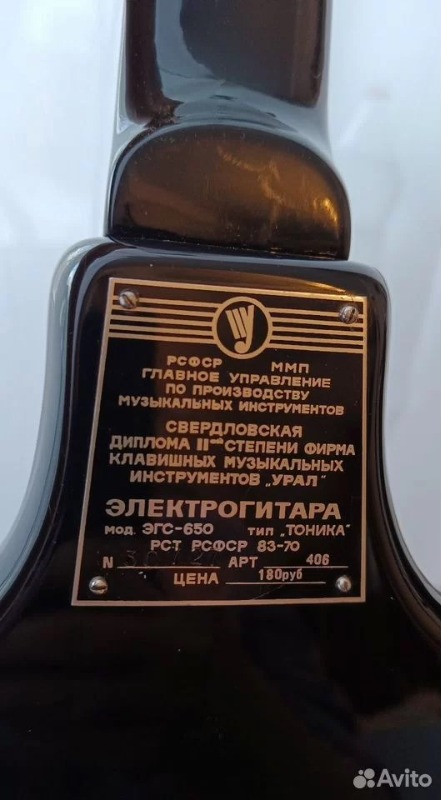 РСФСР ММП
ГЛАВНОЕ УПРАВЛЕНИЕ
ПО ПРОИЗВОДСТВУ
МУЗЫКАЛЬНЫХ ИНСТРУМЕНТОВ
СВЕРДЛОВСКАЯ
ДИПЛОМА II ной СТЕПЕНИ ФИРМА
КЛАВИШНЫХ МУЗЫКАЛЬНЫХ
ИНСТРУМЕНТОВ „УРАЛ"
ЭЛЕКТРОГИТАРА
МОД. ЭГС-650 ТИП „ТОНИКА"
РСТ РСФСР 83-70
N АРТ 406
ЦЕНА 180руб
Avito